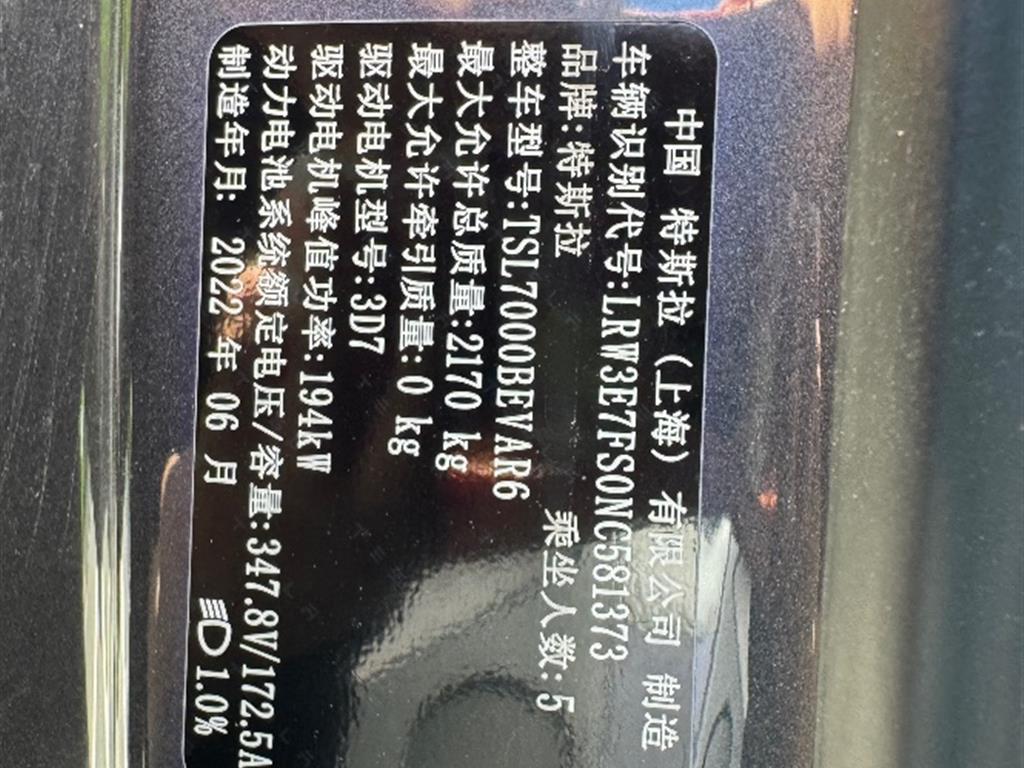 中国 特斯拉(上海)有限公司 制造
车辆识别代号:LRW3E7FS0NC581373
品牌:特斯拉 乘坐人数:5
整车型号:TSL7000BEVAR6
最大允许总质量:2170 kg
最大允许牵引质量:0 kg
驱动电机型号:3D7
驱动电机峰值功率:194kW
动力电池系统额定电压/容量:347.8V/172.5A
制造年月: 2022 年 06 月 1.0%